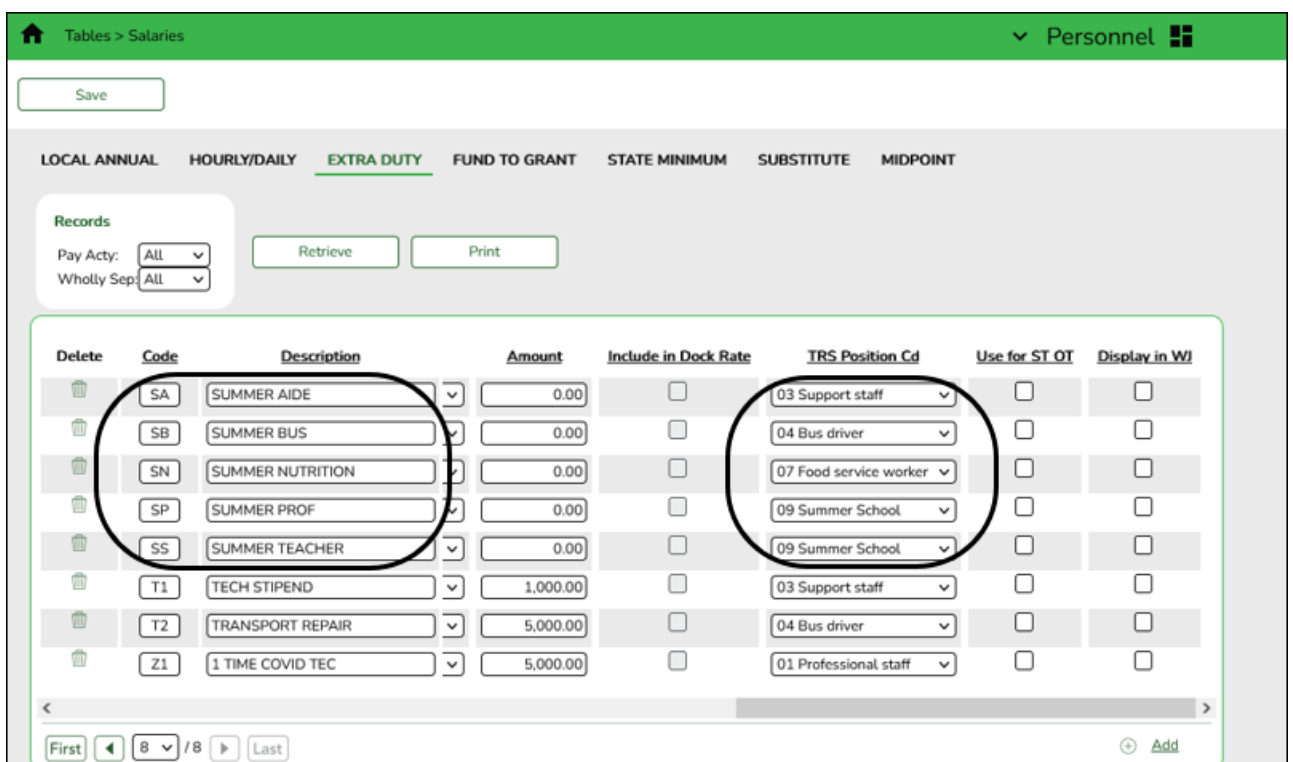 Tables > Salaries Personnel
Save
LOCAL ANNUAL HOURLY/DAILY EXTRA DUTY FUND TO GRANT STATE MINIMUM SUBSTITUTE MIDPOINT
Records
Pay Acty: All Retrieve Print
Wholly Sep: All
Delete Code Description Amount Include in Dock Rate TRS Position Cd Use for ST OT Display in WJ
SA SUMMER AIDE 0.00 03 Support staff
SB SUMMER BUS 0.00 04 Bus driver
SN SUMMER NUTRITION 0.00 07 Food service worker
SP SUMMER PROF 0.00 09 Summer School
SS SUMMER TEACHER 0.00 09 Summer School
T1 TECH STIPEND 1,000.00 03 Support staff
T2 TRANSPORT REPAIR 5,000.00 04 Bus driver
Z1 1 TIME COVID TEC 5,000.00 01 Professional staff
First 8 / 8 Last Add